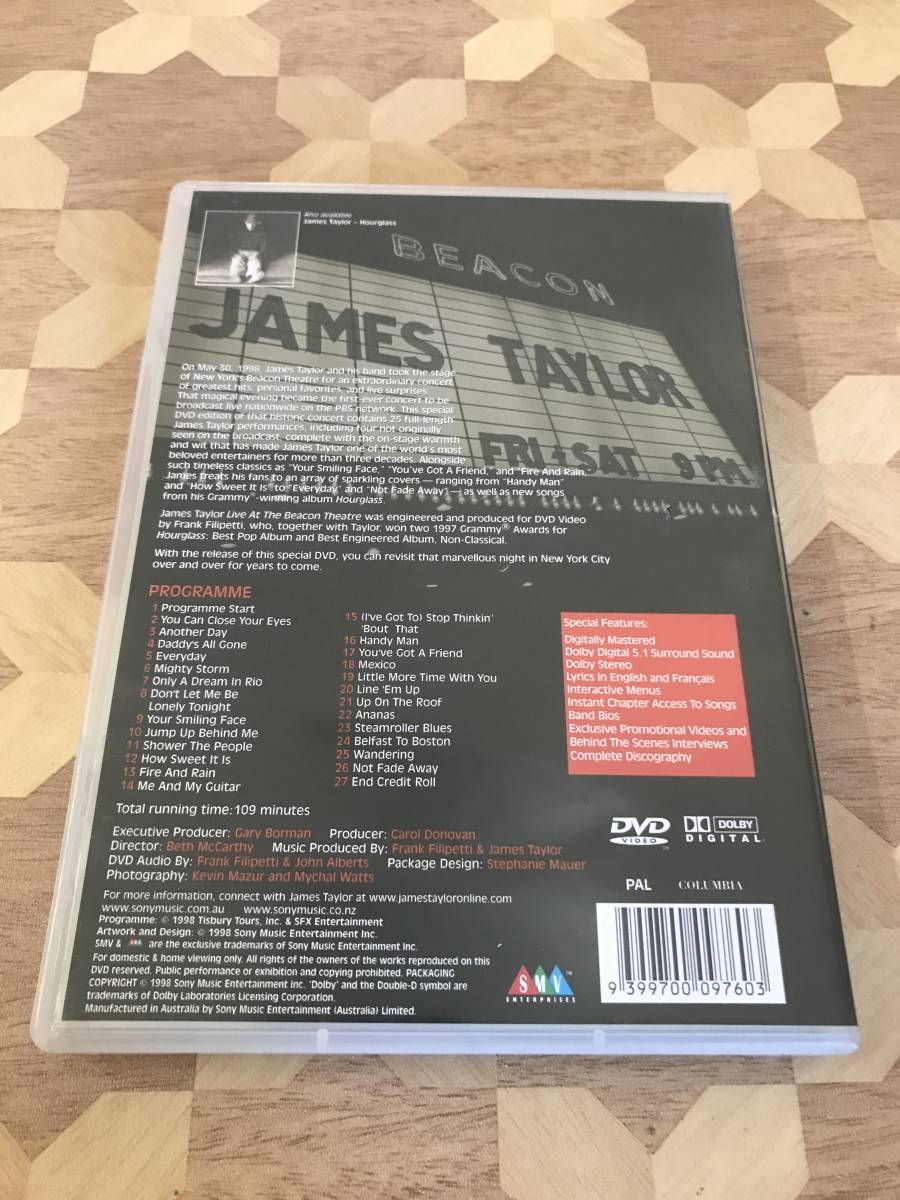 Also available
James Taylor - Hourglass
BEACON
JAMES TAYLOR
FRI + SAT 9 PM
On May 30, 1998, James Taylor and his band took the stage
of New York's Beacon Theatre for an extraordinary concert
of greatest hits, personal favorites, and live surprises.
That magical evening became the first-ever concert to be
broadcast live nationwide on the PBS network. This special
DVD edition of that historic concert contains 25 full-length
James Taylor performances, including four not originally
seen on the broadcast, complete with the on-stage warmth
and wit that has made James Taylor one of the world's most
beloved entertainers for more than three decades. Alongside
such timeless classics as "Your Smiling Face," "You've Got A Friend," and "Fire And Rain,"
James treats his fans to an array of sparkling covers — ranging from "Handy Man"
and "How Sweet It Is" to "Everyday," and "Not Fade Away" — as well as new songs
from his Grammy®-winning album Hourglass.
James Taylor Live At The Beacon Theatre was engineered and produced for DVD Video
by Frank Filipetti, who, together with Taylor, won two 1997 Grammy® Awards for
Hourglass: Best Pop Album and Best Engineered Album, Non-Classical.
With the release of this special DVD, you can revisit that marvellous night in New York City
over and over for years to come.
PROGRAMME
1 Programme Start
2 You Can Close Your Eyes
3 Another Day
4 Daddy's All Gone
5 Everyday
6 Mighty Storm
7 Only A Dream In Rio
8 Don't Let Me Be
Lonely Tonight
9 Your Smiling Face
10 Jump Up Behind Me
11 Shower The People
12 How Sweet It Is
13 Fire And Rain
14 Me And My Guitar
15 (I've Got To) Stop Thinkin'
'Bout That
16 Handy Man
17 You've Got A Friend
18 Mexico
19 Little More Time With You
20 Line 'Em Up
21 Up On The Roof
22 Ananas
23 Steamroller Blues
24 Belfast To Boston
25 Wandering
26 Not Fade Away
27 End Credit Roll
Special Features:
Digitally Mastered
Dolby Digital 5.1 Surround Sound
Dolby Stereo
Lyrics in English and Français
Interactive Menus
Instant Chapter Access To Songs
Band Bios
Exclusive Promotional Videos and
Behind The Scenes Interviews
Complete Discography
Total running time: 109 minutes
Executive Producer: Gary Borman Producer: Carol Donovan
Director: Beth McCarthy Music Produced By: Frank Filipetti & James Taylor
DVD Audio By: Frank Filipetti & John Alberts Package Design: Stephanie Mauer
Photography: Kevin Mazur and Mychal Watts
For more information, connect with James Taylor at www.jamestayloronline.com
www.sonymusic.com.au www.sonymusic.co.nz
Programme: © 1998 Tisbury Tours, Inc. & SFX Entertainment
Artwork and Design: © 1998 Sony Music Entertainment Inc.
SMV & are the exclusive trademarks of Sony Music Entertainment Inc.
For domestic & home viewing only. All rights of the owners of the works reproduced on this
DVD reserved. Public performance or exhibition and copying prohibited. PACKAGING
COPYRIGHT © 1998 Sony Music Entertainment Inc. 'Dolby' and the Double-D symbol are
trademarks of Dolby Laboratories Licensing Corporation.
Manufactured in Australia by Sony Music Entertainment (Australia) Limited.
DVD VIDEO
DOLBY DIGITAL
PAL COLUMBIA
SMV ™
ENTERPRISES
9 399700 097603